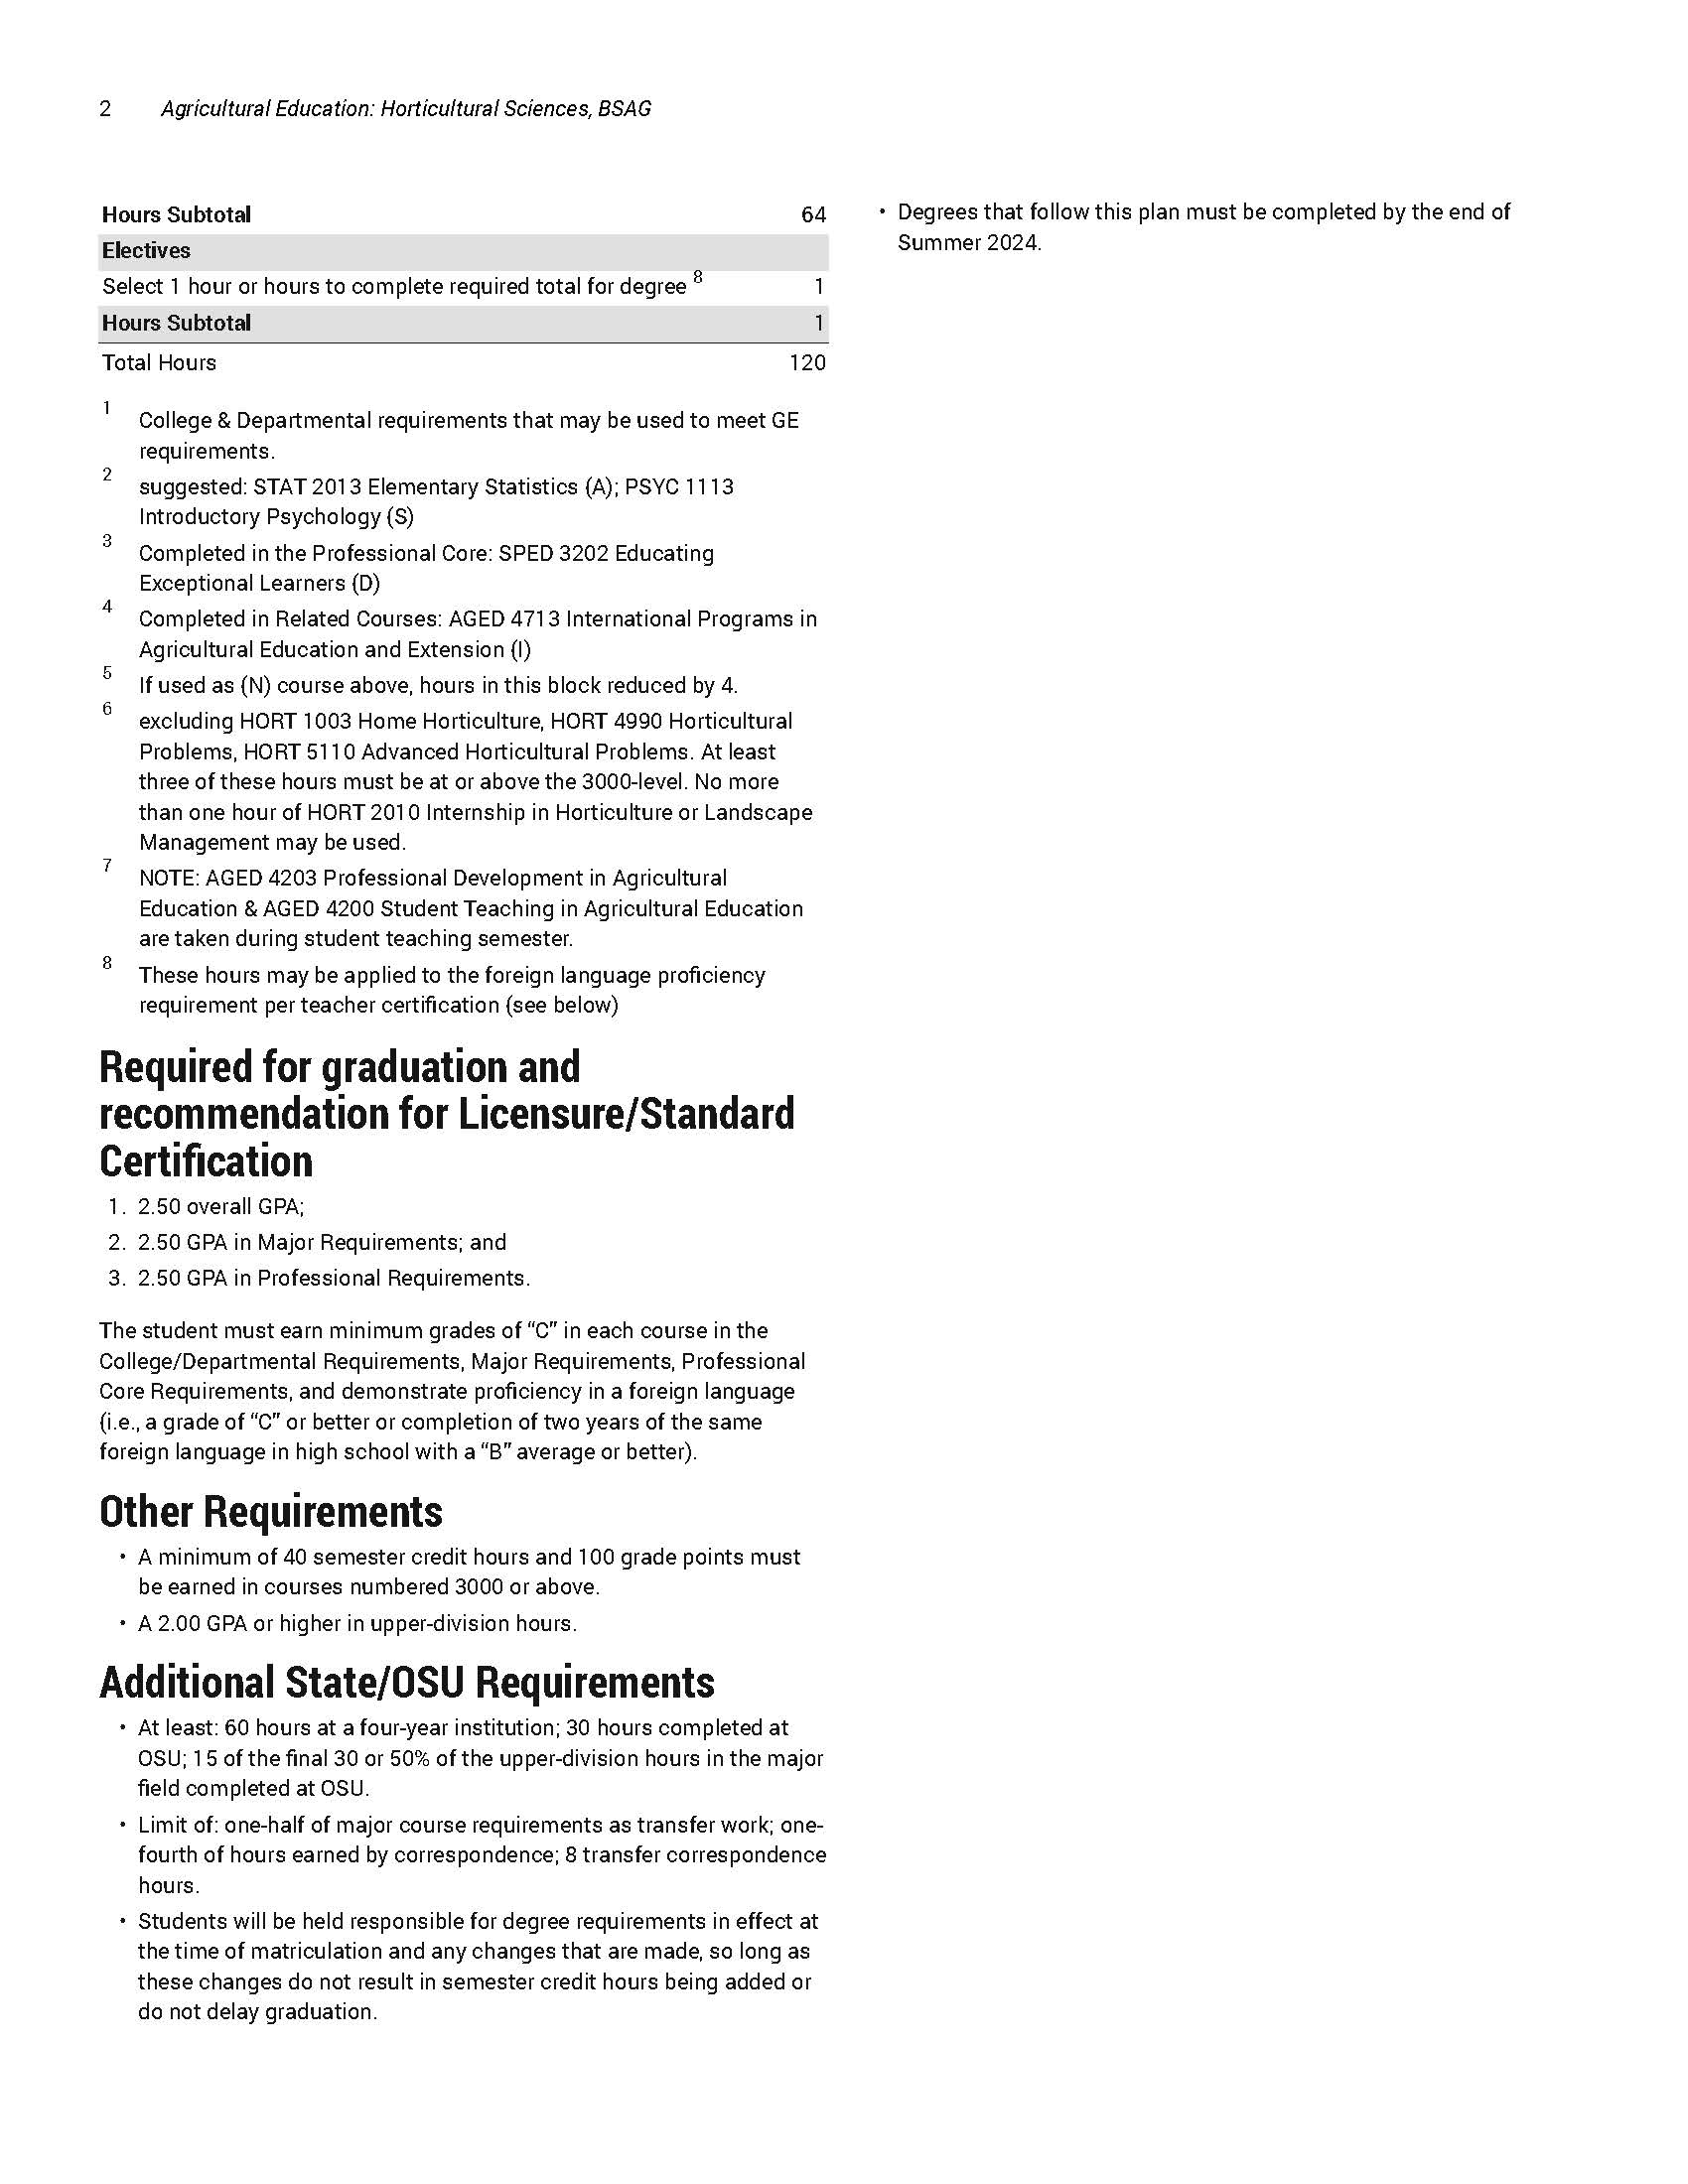 2 Agricultural Education: Horticultural Sciences, BSAG
Hours Subtotal 64
Electives
Select 1 hour or hours to complete required total for degree 8 1
Hours Subtotal 1
Total Hours 120
1 College & Departmental requirements that may be used to meet GE
requirements.
2 suggested: STAT 2013 Elementary Statistics (A); PSYC 1113
Introductory Psychology (S)
3 Completed in the Professional Core: SPED 3202 Educating
Exceptional Learners (D)
4 Completed in Related Courses: AGED 4713 International Programs in
Agricultural Education and Extension (I)
5 If used as (N) course above, hours in this block reduced by 4.
6 excluding HORT 1003 Home Horticulture, HORT 4990 Horticultural
Problems, HORT 5110 Advanced Horticultural Problems. At least
three of these hours must be at or above the 3000-level. No more
than one hour of HORT 2010 Internship in Horticulture or Landscape
Management may be used.
7 NOTE: AGED 4203 Professional Development in Agricultural
Education & AGED 4200 Student Teaching in Agricultural Education
are taken during student teaching semester.
8 These hours may be applied to the foreign language proficiency
requirement per teacher certification (see below)
Required for graduation and
recommendation for Licensure/Standard
Certification
1. 2.50 overall GPA;
2. 2.50 GPA in Major Requirements; and
3. 2.50 GPA in Professional Requirements.
The student must earn minimum grades of “C” in each course in the
College/Departmental Requirements, Major Requirements, Professional
Core Requirements, and demonstrate proficiency in a foreign language
(i.e., a grade of “C” or better or completion of two years of the same
foreign language in high school with a “B” average or better).
Other Requirements
• A minimum of 40 semester credit hours and 100 grade points must
be earned in courses numbered 3000 or above.
• A 2.00 GPA or higher in upper-division hours.
Additional State/OSU Requirements
• At least: 60 hours at a four-year institution; 30 hours completed at
OSU; 15 of the final 30 or 50% of the upper-division hours in the major
field completed at OSU.
• Limit of: one-half of major course requirements as transfer work; one-
fourth of hours earned by correspondence; 8 transfer correspondence
hours.
• Students will be held responsible for degree requirements in effect at
the time of matriculation and any changes that are made, so long as
these changes do not result in semester credit hours being added or
do not delay graduation.
• Degrees that follow this plan must be completed by the end of
Summer 2024.